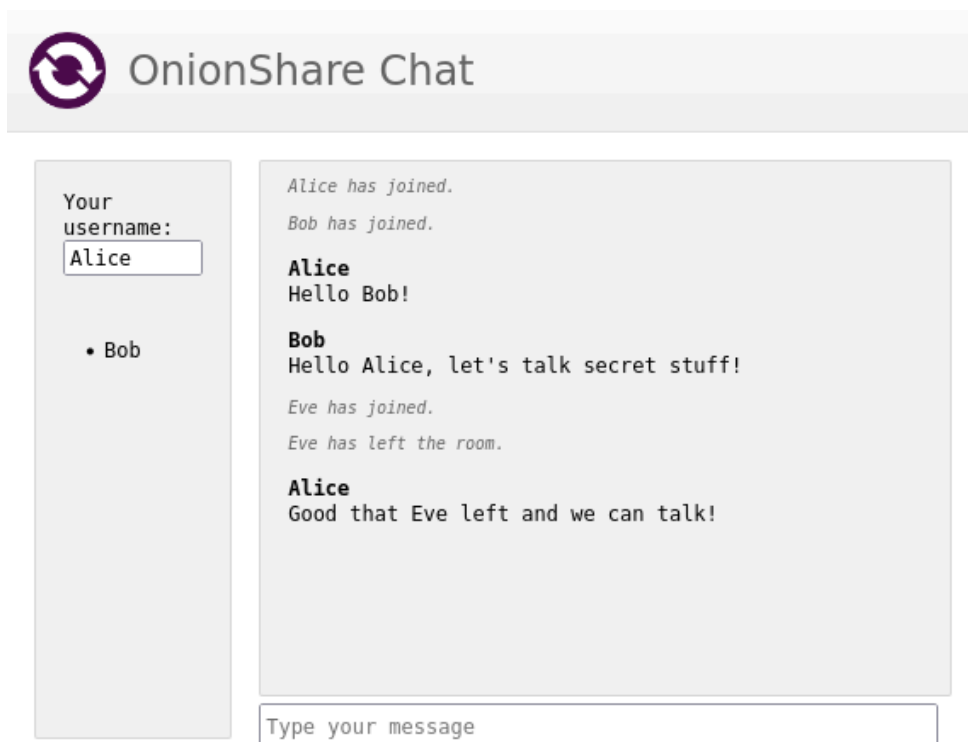 OnionShare Chat
Your
username:
Alice
• Bob
Alice has joined.
Bob has joined.
Alice
Hello Bob!
Bob
Hello Alice, let's talk secret stuff!
Eve has joined.
Eve has left the room.
Alice
Good that Eve left and we can talk!
Type your message